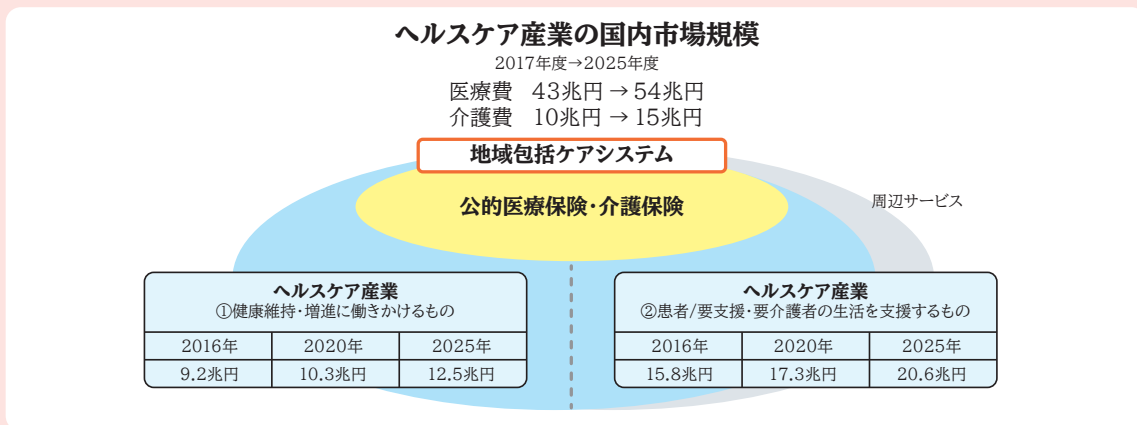 ヘルスケア産業の国内市場規模
2017年度→2025年度
医療費 43兆円→54兆円
介護費 10兆円→15兆円
地域包括ケアシステム
公的医療保険・介護保険
周辺サービス
ヘルスケア産業
①健康維持・増進に働きかけるもの
2016年 2020年 2025年
9.2兆円 10.3兆円 12.5兆円
ヘルスケア産業
②患者/要支援・要介護者の生活を支援するもの
2016年 2020年 2025年
15.8兆円 17.3兆円 20.6兆円